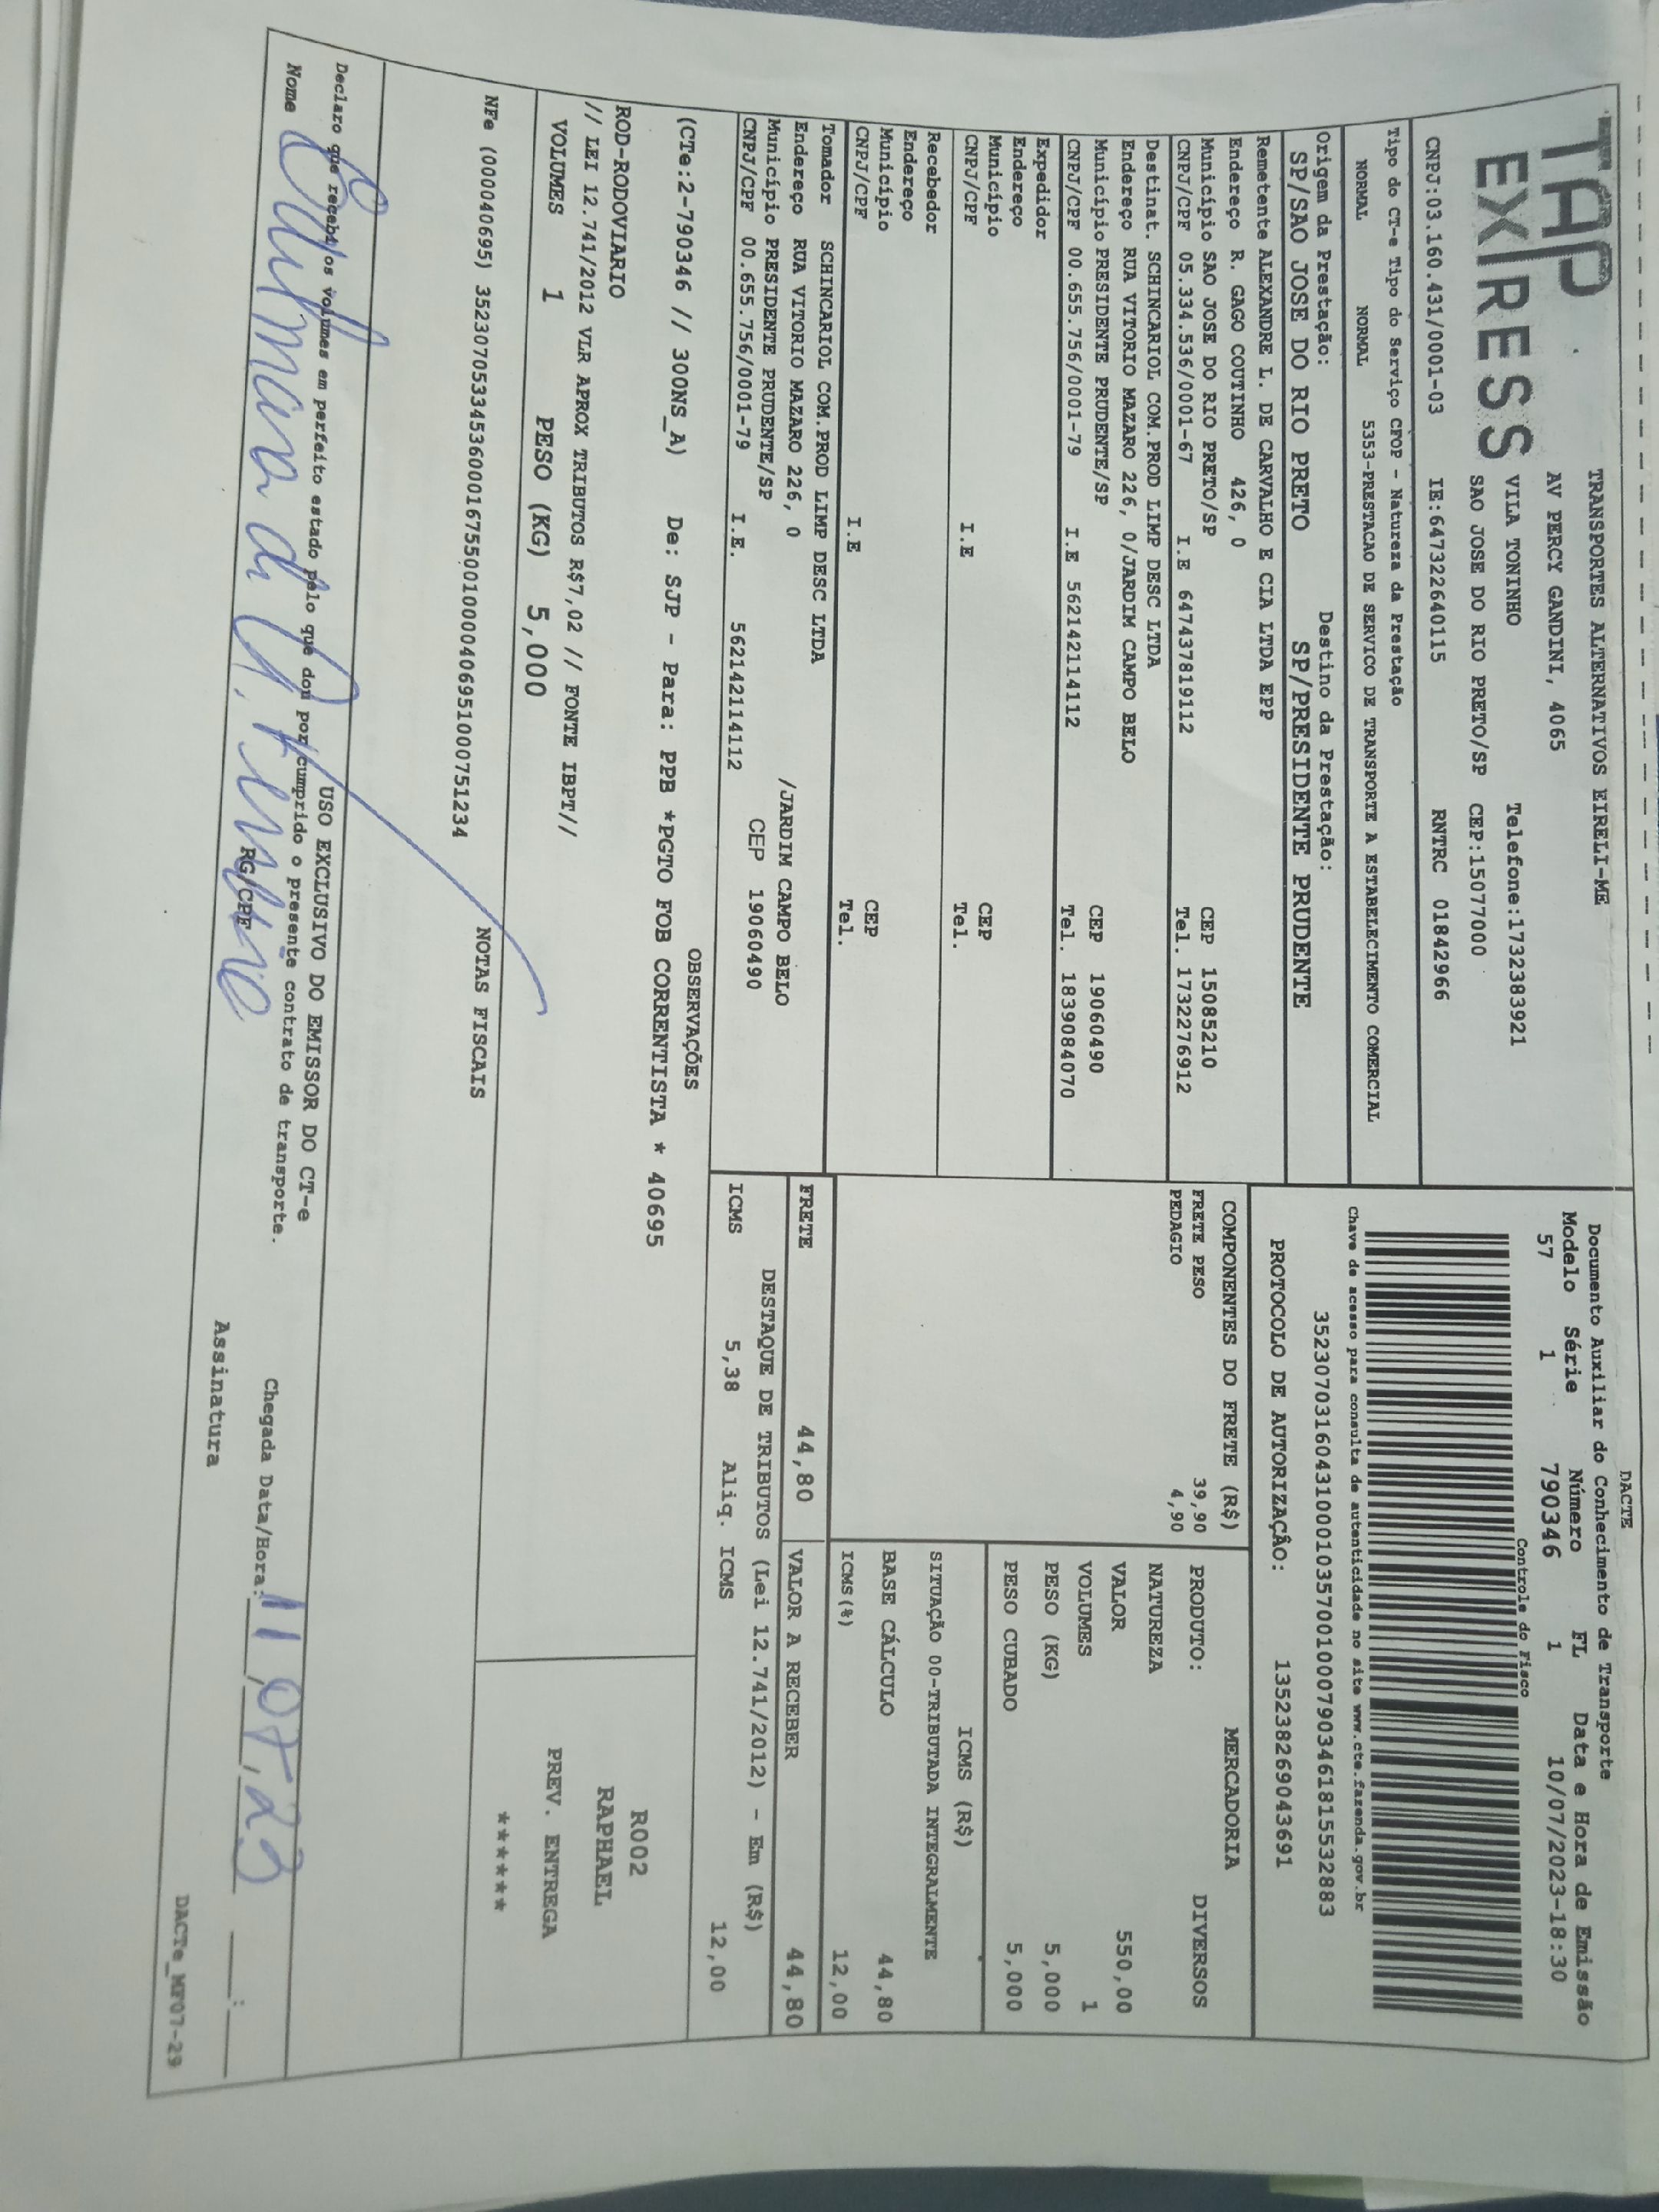 DACTE
TAP
EXPRESS
TRANSPORTES ALTERNATIVOS EIRELI-ME
AV PERCY GANDINI, 4065
VILA TONINHO Telefone:1732383921
SAO JOSE DO RIO PRETO/SP CEP:15077000
CNPJ:03.160.431/0001-03 IE:647322640115 RNTRC 01842966
Documento Auxiliar do Conhecimento de Transporte
Modelo Série Número FL Data e Hora de Emissão
57 1 790346 1 10/07/2023-18:30
Controle do Fisco
Chave de acesso para consulta de autenticidade no site www.cte.fazenda.gov.br
35230703160431000103570010007903461815532883
PROTOCOLO DE AUTORIZAÇÃO: 135238269043691
Tipo do CT-e Tipo do Serviço CFOP - Natureza da Prestação
NORMAL NORMAL 5353-PRESTACAO DE SERVICO DE TRANSPORTE A ESTABELECIMENTO COMERCIAL
Origem da Prestação: Destino da Prestação:
SP/SAO JOSE DO RIO PRETO SP/PRESIDENTE PRUDENTE
Remetente ALEXANDRE L. DE CARVALHO E CIA LTDA EPP
Endereço R. GAGO COUTINHO 426, 0
Município SAO JOSE DO RIO PRETO/SP CEP 15085210
CNPJ/CPF 05.334.536/0001-67 I.E 647437819112 Tel. 1732276912
Destinat. SCHINCARIOL COM.PROD LIMP DESC LTDA
Endereço RUA VITORIO MAZARO 226, 0/JARDIM CAMPO BELO
Município PRESIDENTE PRUDENTE/SP CEP 19060490
CNPJ/CPF 00.655.756/0001-79 I.E 562142114112 Tel. 1839084070
Expedidor
Endereço
Município CEP
CNPJ/CPF I.E Tel.
Recebedor
Endereço
Município CEP
CNPJ/CPF I.E Tel.
Tomador SCHINCARIOL COM.PROD LIMP DESC LTDA
Endereço RUA VITORIO MAZARO 226, 0 /JARDIM CAMPO BELO
Município PRESIDENTE PRUDENTE/SP CEP 19060490
CNPJ/CPF 00.655.756/0001-79 I.E. 562142114112
COMPONENTES DO FRETE (R$)
FRETE PESO 39,90
PEDAGIO 4,90
MERCADORIA
PRODUTO: DIVERSOS
NATUREZA
VALOR 550,00
VOLUMES 1
PESO (KG) 5,000
PESO CUBADO 5,000
ICMS (R$)
SITUAÇÃO 00-TRIBUTADA INTEGRALMENTE
BASE CÁLCULO 44,80
ICMS(%) 12,00
FRETE 44,80 VALOR A RECEBER 44,80
DESTAQUE DE TRIBUTOS (Lei 12.741/2012) - Em (R$)
ICMS 5,38 Aliq. ICMS 12,00
OBSERVAÇÕES
(CTe:2-790346 // 300NS_A) De: SJP - Para: PPB *PGTO FOB CORRENTISTA * 40695
ROD-RODOVIARIO
// LEI 12.741/2012 VLR APROX TRIBUTOS R$7,02 // FONTE IBPT//
VOLUMES 1 PESO (KG) 5,000
R002
RAPHAEL
PREV. ENTREGA
*******
NOTAS FISCAIS
NFe (000040695) 35230705334536000167550010000406951000751234
USO EXCLUSIVO DO EMISSOR DO CT-e
Declaro que recebi os volumes em perfeito estado pelo que dou por cumprido o presente contrato de transporte.
Nome RG/CPF Assinatura
Chegada Data/Hora: 11 07 23 :
DACTe_MF07-29